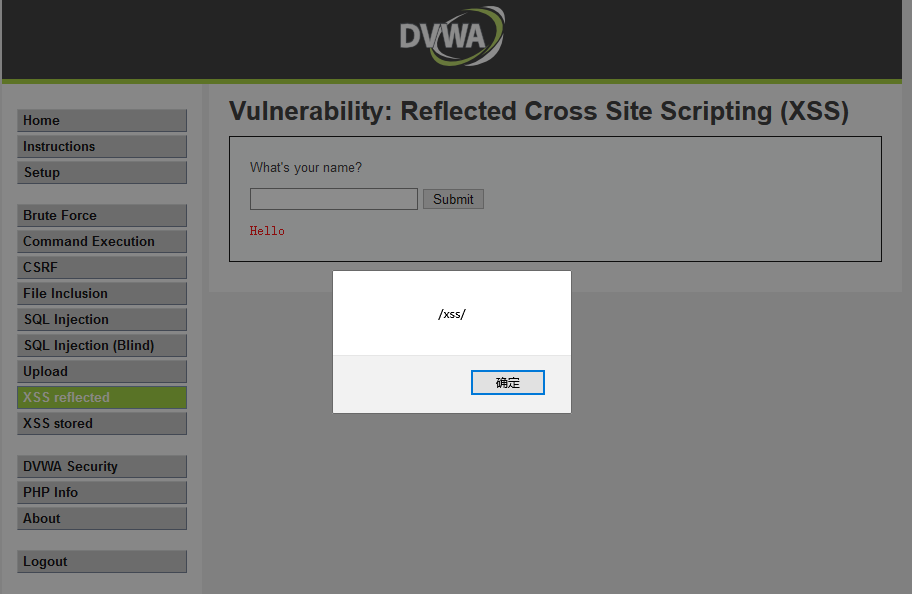 DVWA
Home
Instructions
Setup
Brute Force
Command Execution
CSRF
File Inclusion
SQL Injection
SQL Injection (Blind)
Upload
XSS reflected
XSS stored
DVWA Security
PHP Info
About
Logout
Vulnerability: Reflected Cross Site Scripting (XSS)
What's your name?
Submit
Hello
/xss/
确定